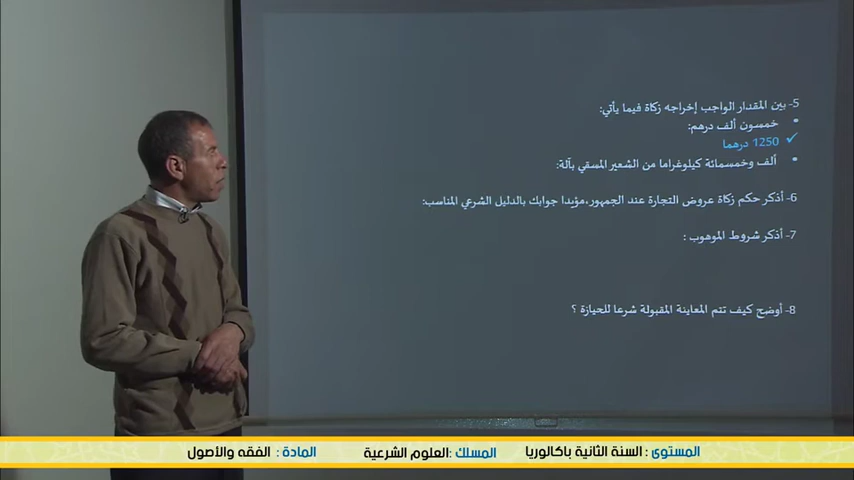 5- بين المقدار الواجب إخراجه زكاة فيما يأتي:
• خمسون ألف درهم:
✓ 1250 درهما
• ألف وخمسمائة كيلوغراما من الشعير المسقي بآلة:
6- أذكر حكم زكاة عروض التجارة عند الجمهور،مؤيدا جوابك بالدليل الشرعي المناسب:
7- أذكر شروط الموهوب :
8- أوضح كيف تتم المعاينة المقبولة شرعا للحيازة ؟
المستوى : السنة الثانية باكالوريا المسلك :العلوم الشرعية المادة : الفقه والأصول